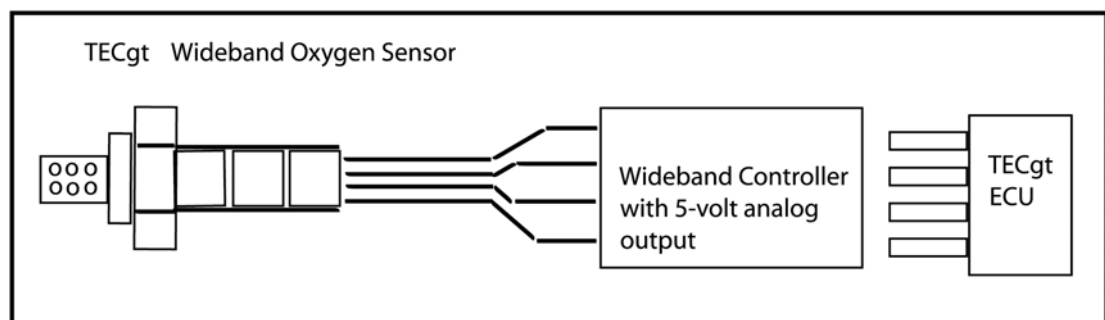 TECgt Wideband Oxygen Sensor
Wideband Controller
with 5-volt analog
output
TECgt
ECU